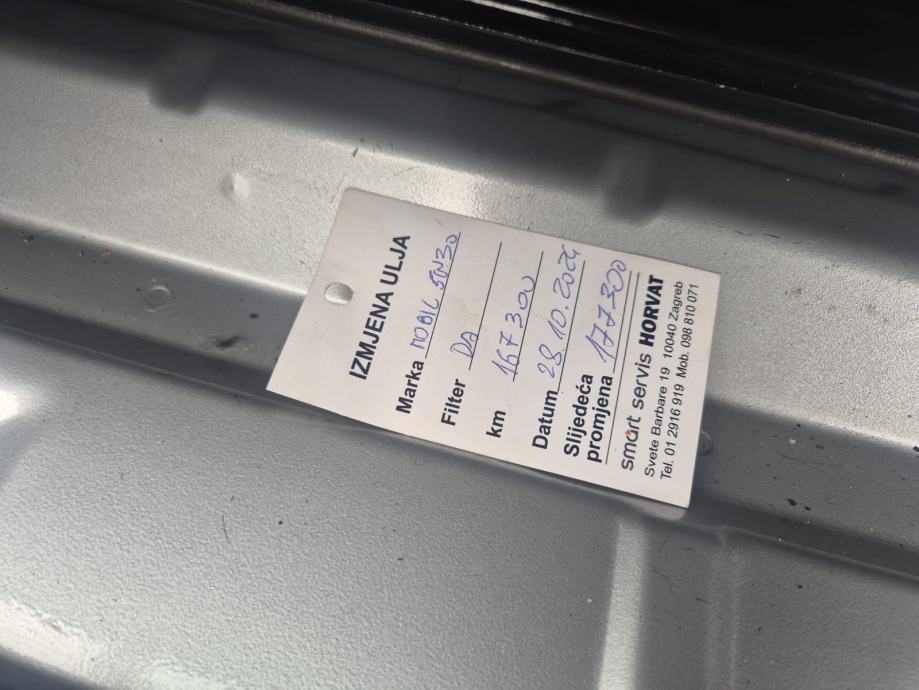 IZMJENA ULJA
Marka MOBIL 5W30
Filter DA
km 167300
Datum 28.10.2024
Slijedeća
promjena 177300
smart servis HORVAT
Svete Barbare 19 10040 Zagreb
Tel. 01 2916 919 Mob. 098 810 071